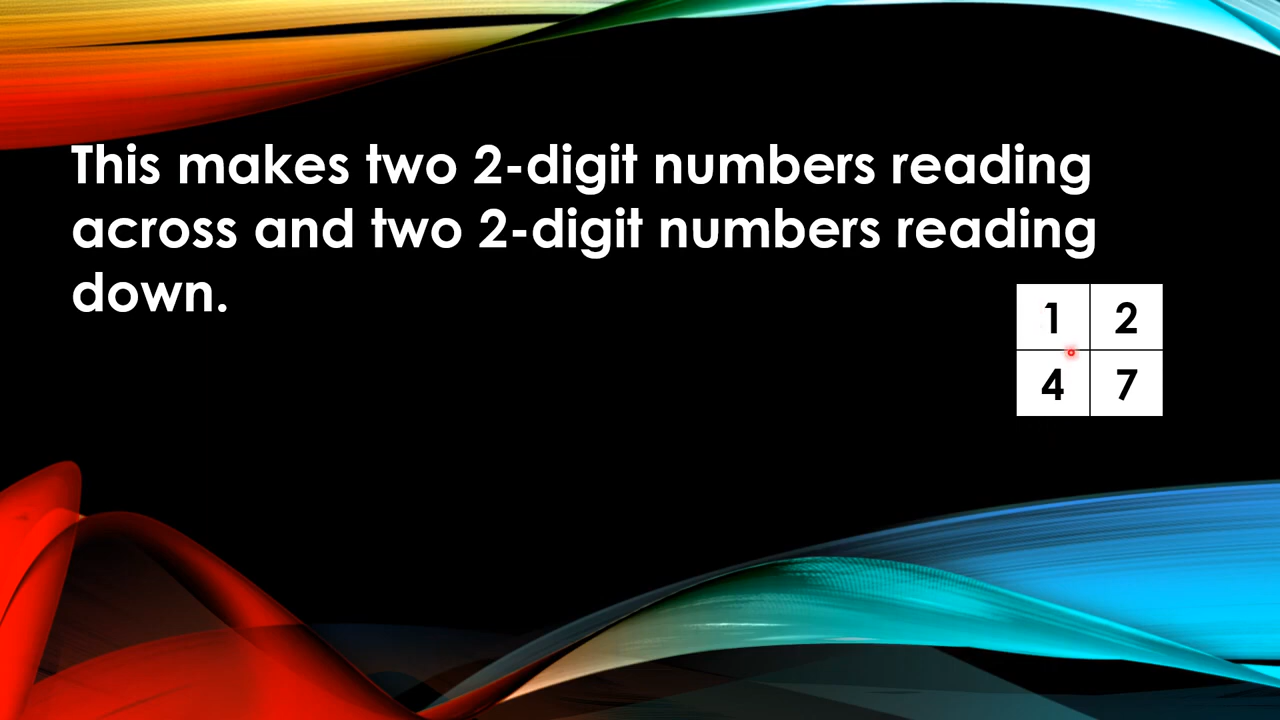 This makes two 2-digit numbers reading
across and two 2-digit numbers reading
down.
1 2
4 7